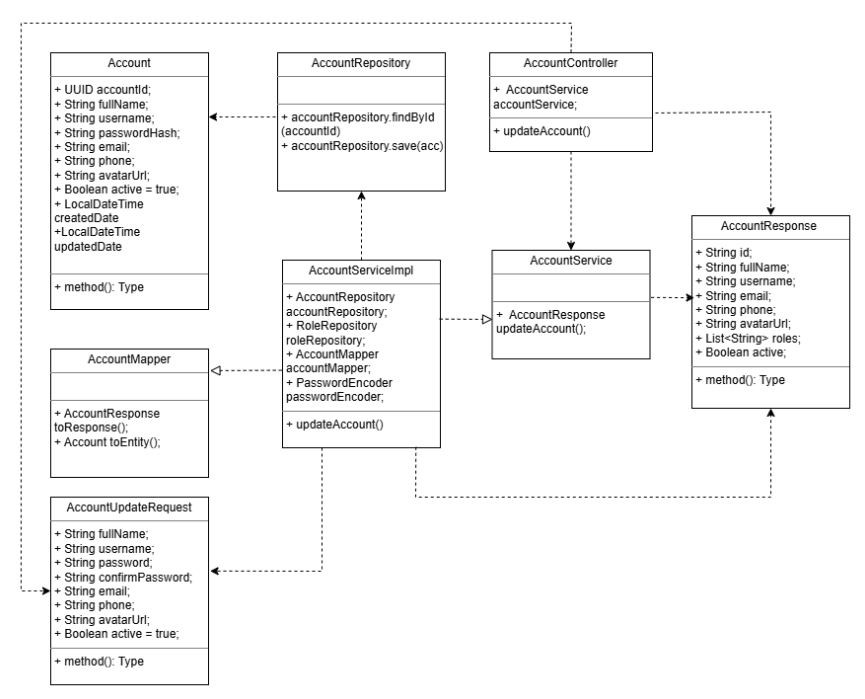 Account
+ UUID accountId;
+ String fullName;
+ String username;
+ String passwordHash;
+ String email;
+ String phone;
+ String avatarUrl;
+ Boolean active = true;
+ LocalDateTime
createdDate
+LocalDateTime
updatedDate
+ method(): Type
AccountRepository
+ accountRepository.findById
(accountId)
+ accountRepository.save(acc)
AccountController
+  AccountService
accountService;
+ updateAccount()
AccountResponse
+ String id;
+ String fullName;
+ String username;
+ String email;
+ String phone;
+ String avatarUrl;
+ List<String> roles;
+ Boolean active;
+ method(): Type
AccountServiceImpl
+ AccountRepository
accountRepository;
+ RoleRepository
roleRepository;
+ AccountMapper
accountMapper;
+ PasswordEncoder
passwordEncoder;
+ updateAccount()
AccountService
+  AccountResponse
updateAccount();
AccountMapper
+ AccountResponse
toResponse();
+ Account toEntity();
AccountUpdateRequest
+ String fullName;
+ String username;
+ String password;
+ String confirmPassword;
+ String email;
+ String phone;
+ String avatarUrl;
+ Boolean active = true;
+ method(): Type